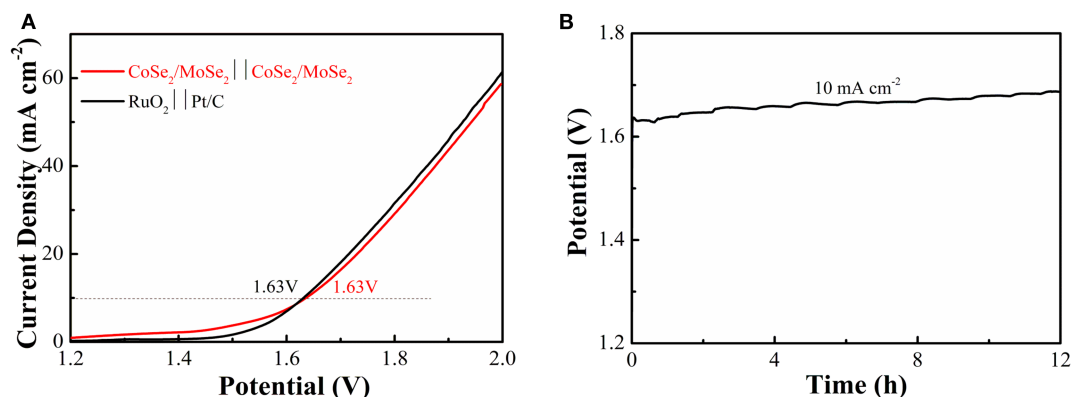 A
Current Density (mA cm⁻²)
60
40
20
0
CoSe₂/MoSe₂||CoSe₂/MoSe₂
RuO₂||Pt/C
1.63V
1.63V
1.2
1.4
1.6
1.8
2.0
Potential (V)
B
Potential (V)
1.8
1.6
1.4
1.2
10 mA cm⁻²
0
4
8
12
Time (h)